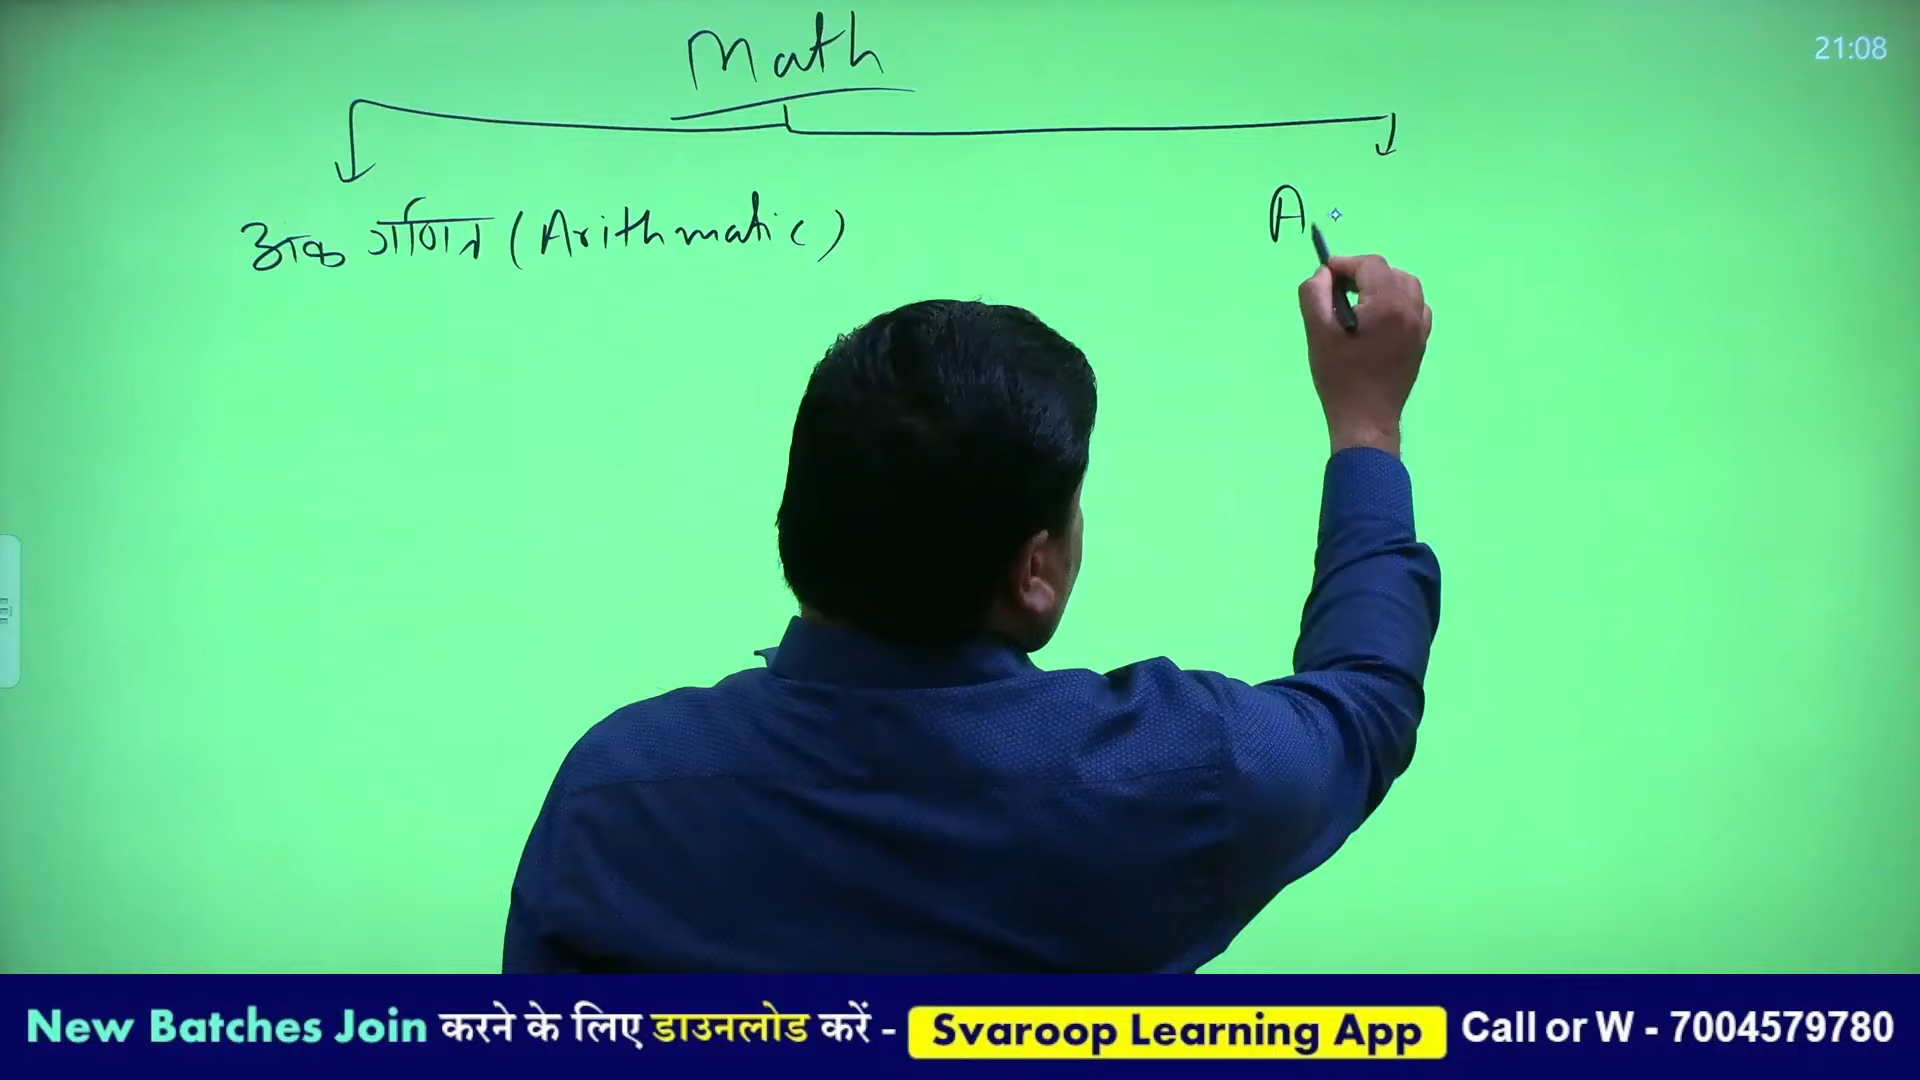 Math
21:08
अंक गणित (Arithmatic)
A
New Batches Join करने के लिए डाउनलोड करें - Svaroop Learning App Call or W - 7004579780